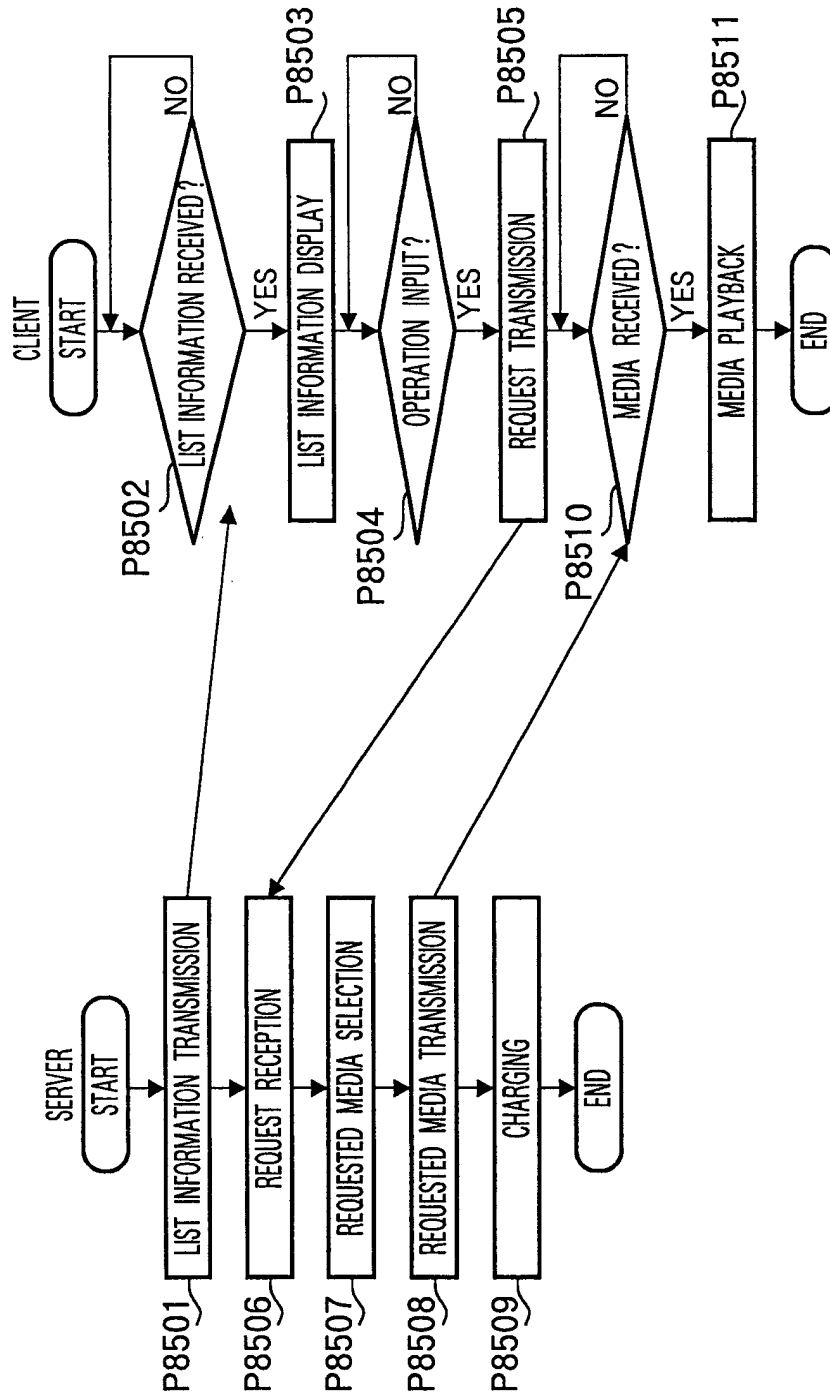 SERVER
START
P8501
LIST INFORMATION TRANSMISSION
P8506
REQUEST RECEPTION
P8507
REQUESTED MEDIA SELECTION
P8508
REQUESTED MEDIA TRANSMISSION
P8509
CHARGING
END
CLIENT
START
P8502
LIST INFORMATION RECEIVED?
NO
YES
P8503
LIST INFORMATION DISPLAY
P8504
OPERATION INPUT?
NO
YES
P8505
REQUEST TRANSMISSION
P8510
MEDIA RECEIVED?
NO
YES
P8511
MEDIA PLAYBACK
END